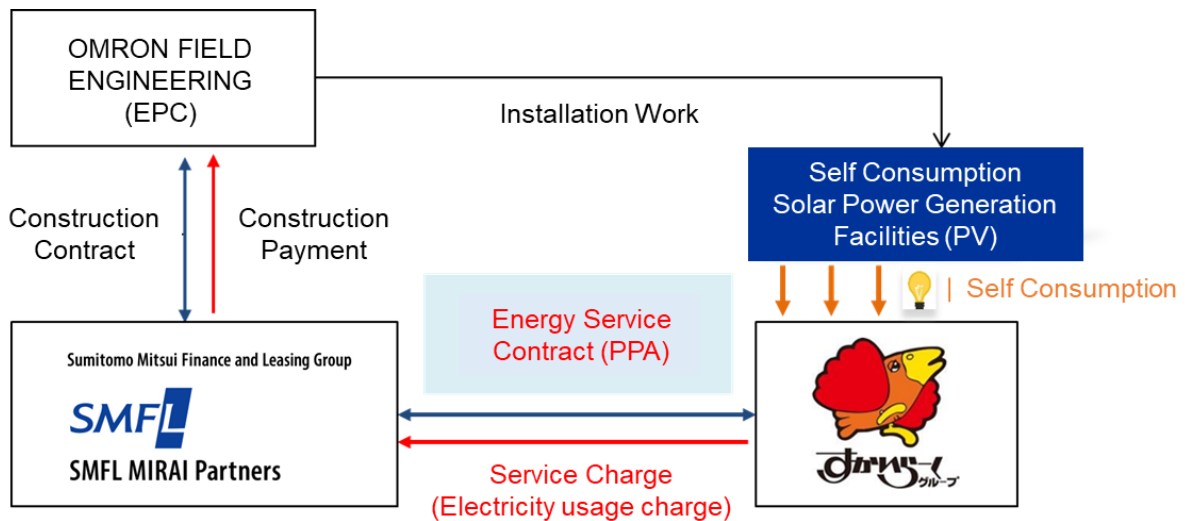 OMRON FIELD
ENGINEERING
(EPC)
Installation Work
Self Consumption
Solar Power Generation
Facilities (PV)
Construction
Contract
Construction
Payment
| Self Consumption
Energy Service
Contract (PPA)
Sumitomo Mitsui Finance and Leasing Group
SMFL
SMFL MIRAI Partners
すかいらーく
グループ
Service Charge
(Electricity usage charge)